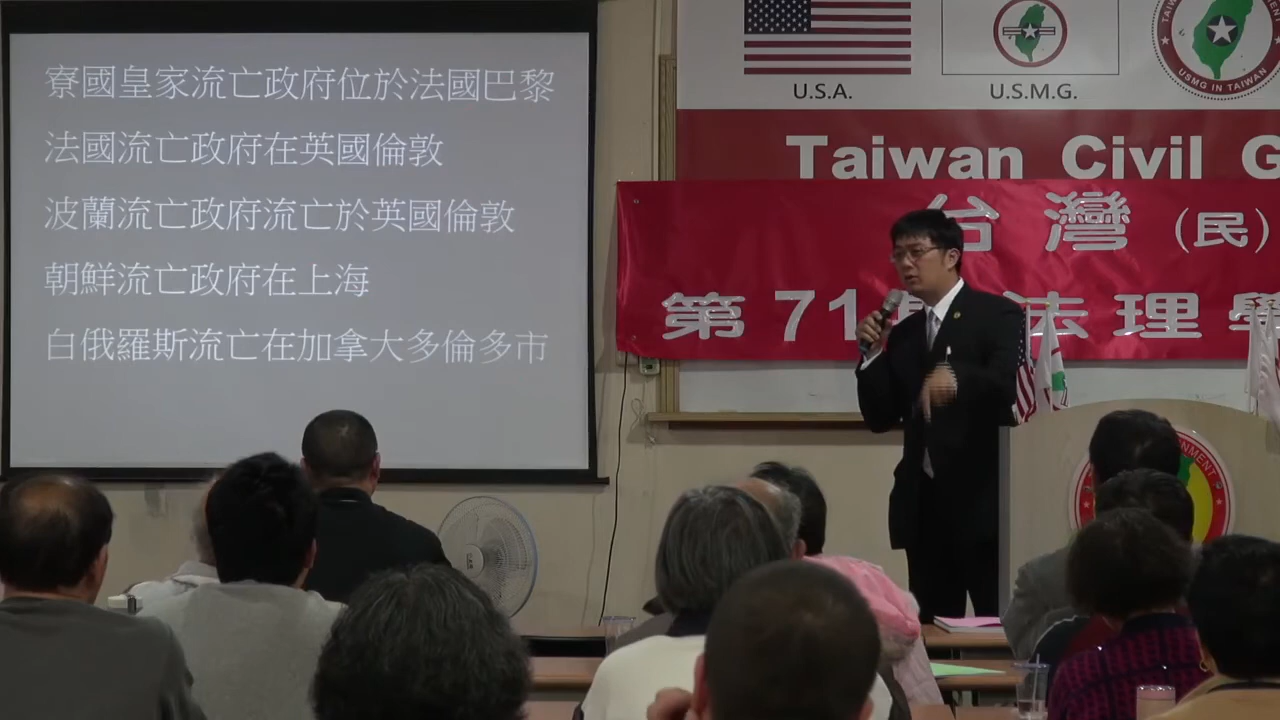 寮國皇家流亡政府位於法國巴黎
法國流亡政府在英國倫敦
波蘭流亡政府流亡於英國倫敦
朝鮮流亡政府在上海
白俄羅斯流亡在加拿大多倫多市
U.S.A.
U.S.M.G.
USMG IN TAIWAN
Taiwan Civil G
台灣(民)
第71 法理學